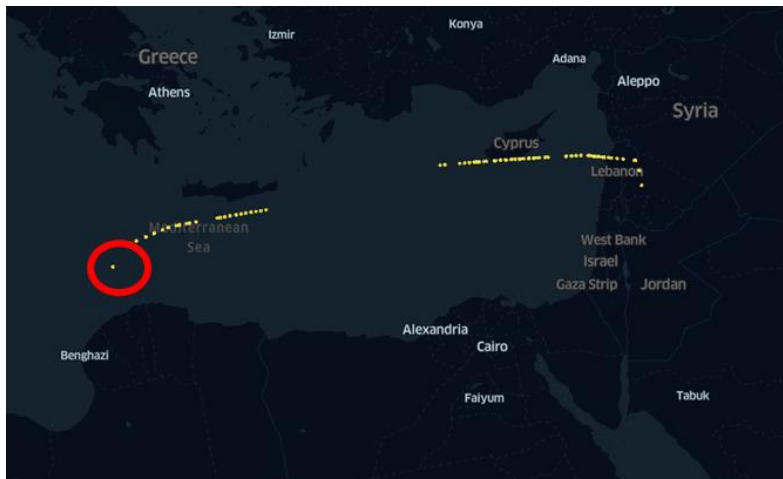 Konya
Izmir
Greece
Adana
Athens
Aleppo
Syria
Cyprus
Lebanon
Mediterranean
Sea
West Bank
Israel
Gaza Strip
Jordan
Alexandria
Cairo
Benghazi
Faiyum
Tabuk